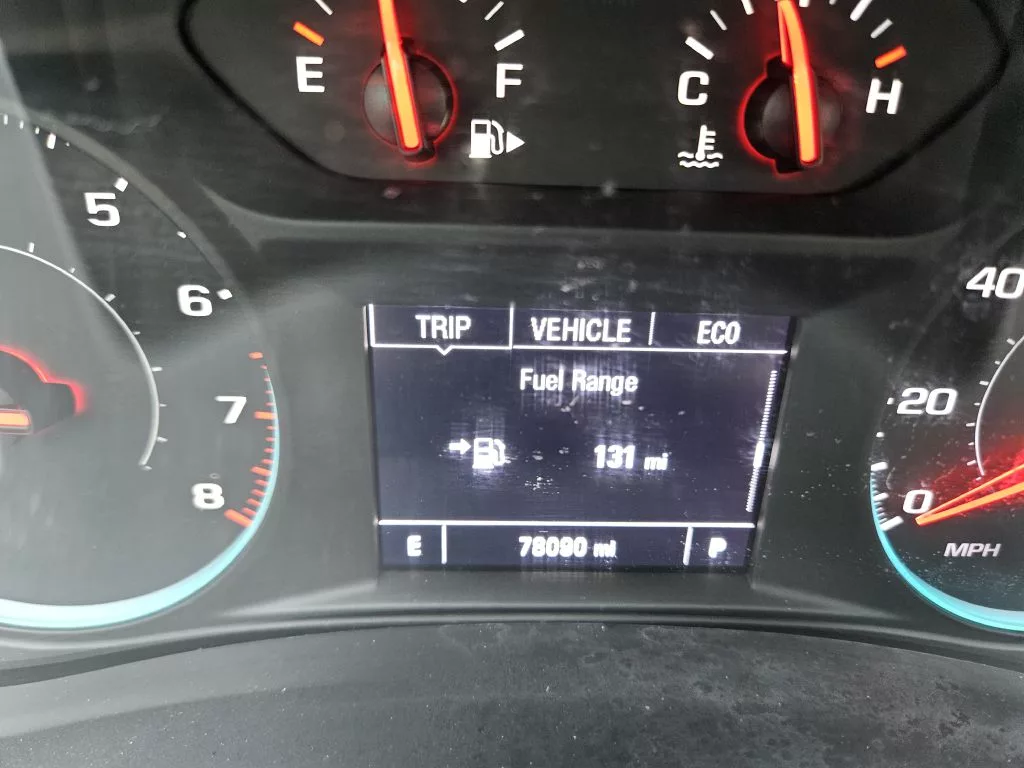 E F
C H
5
6
7
8
TRIP VEHICLE ECO
Fuel Range
131 mi
E 78090 mi P
40
20
0
MPH